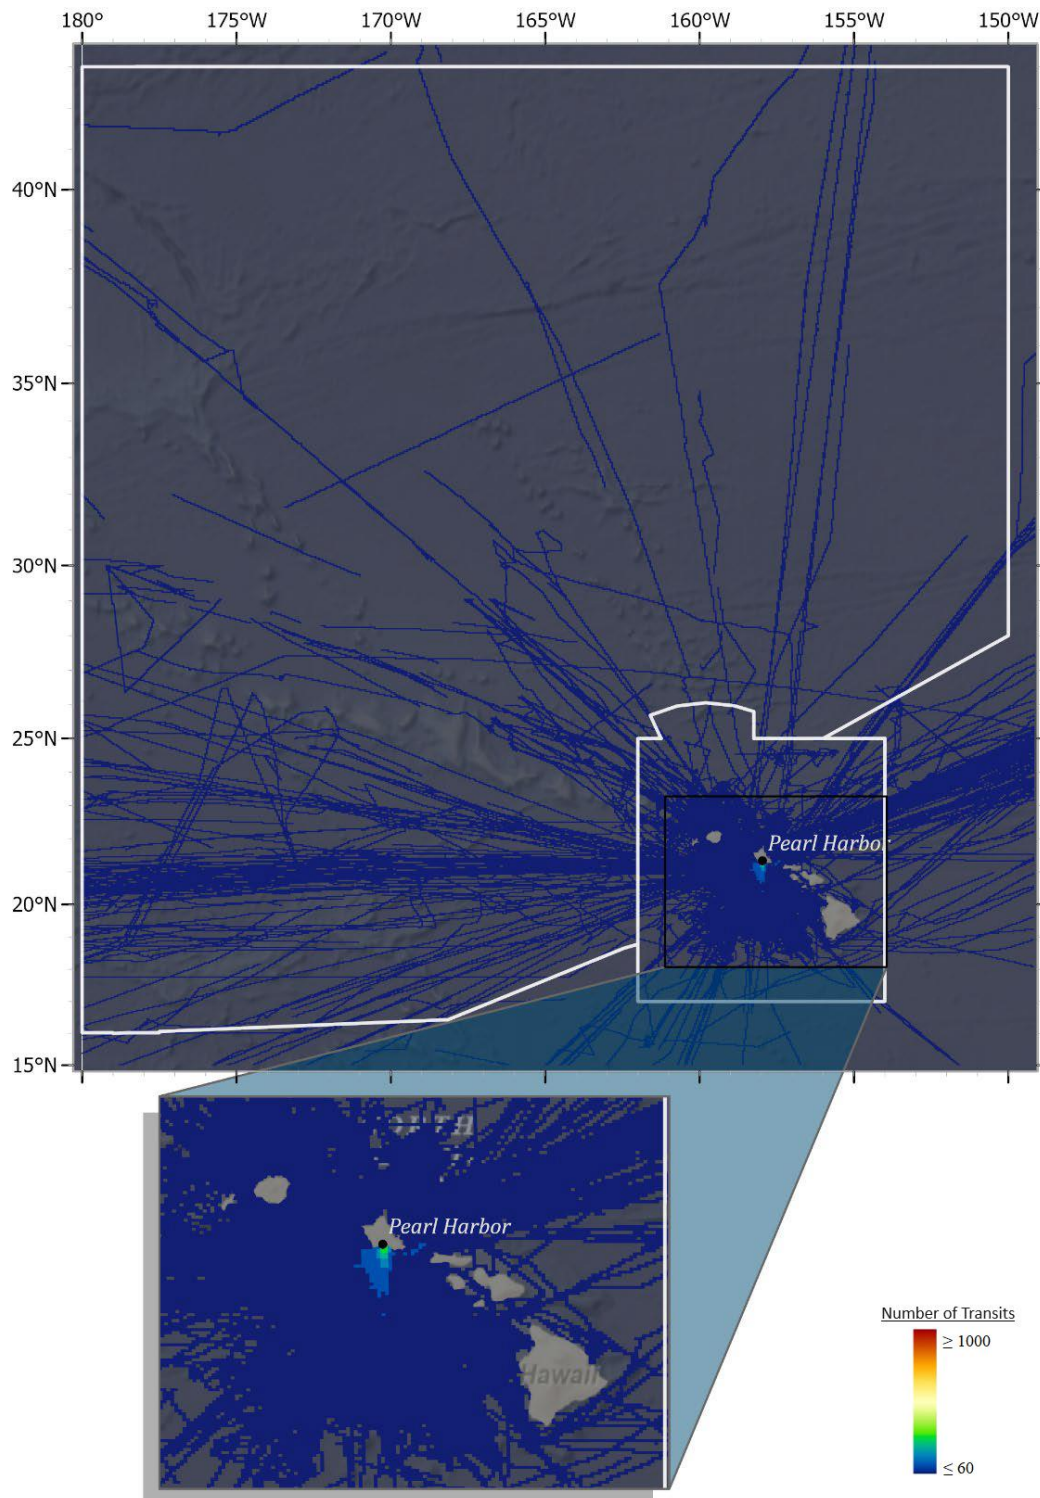 180° 175°W 170°W 165°W 160°W 155°W 150°W
40°N
35°N
30°N
25°N
Pearl Harbor
20°N
15°N
Pearl Harbor
Hawaii
Number of Transits
≥ 1000
≤ 60